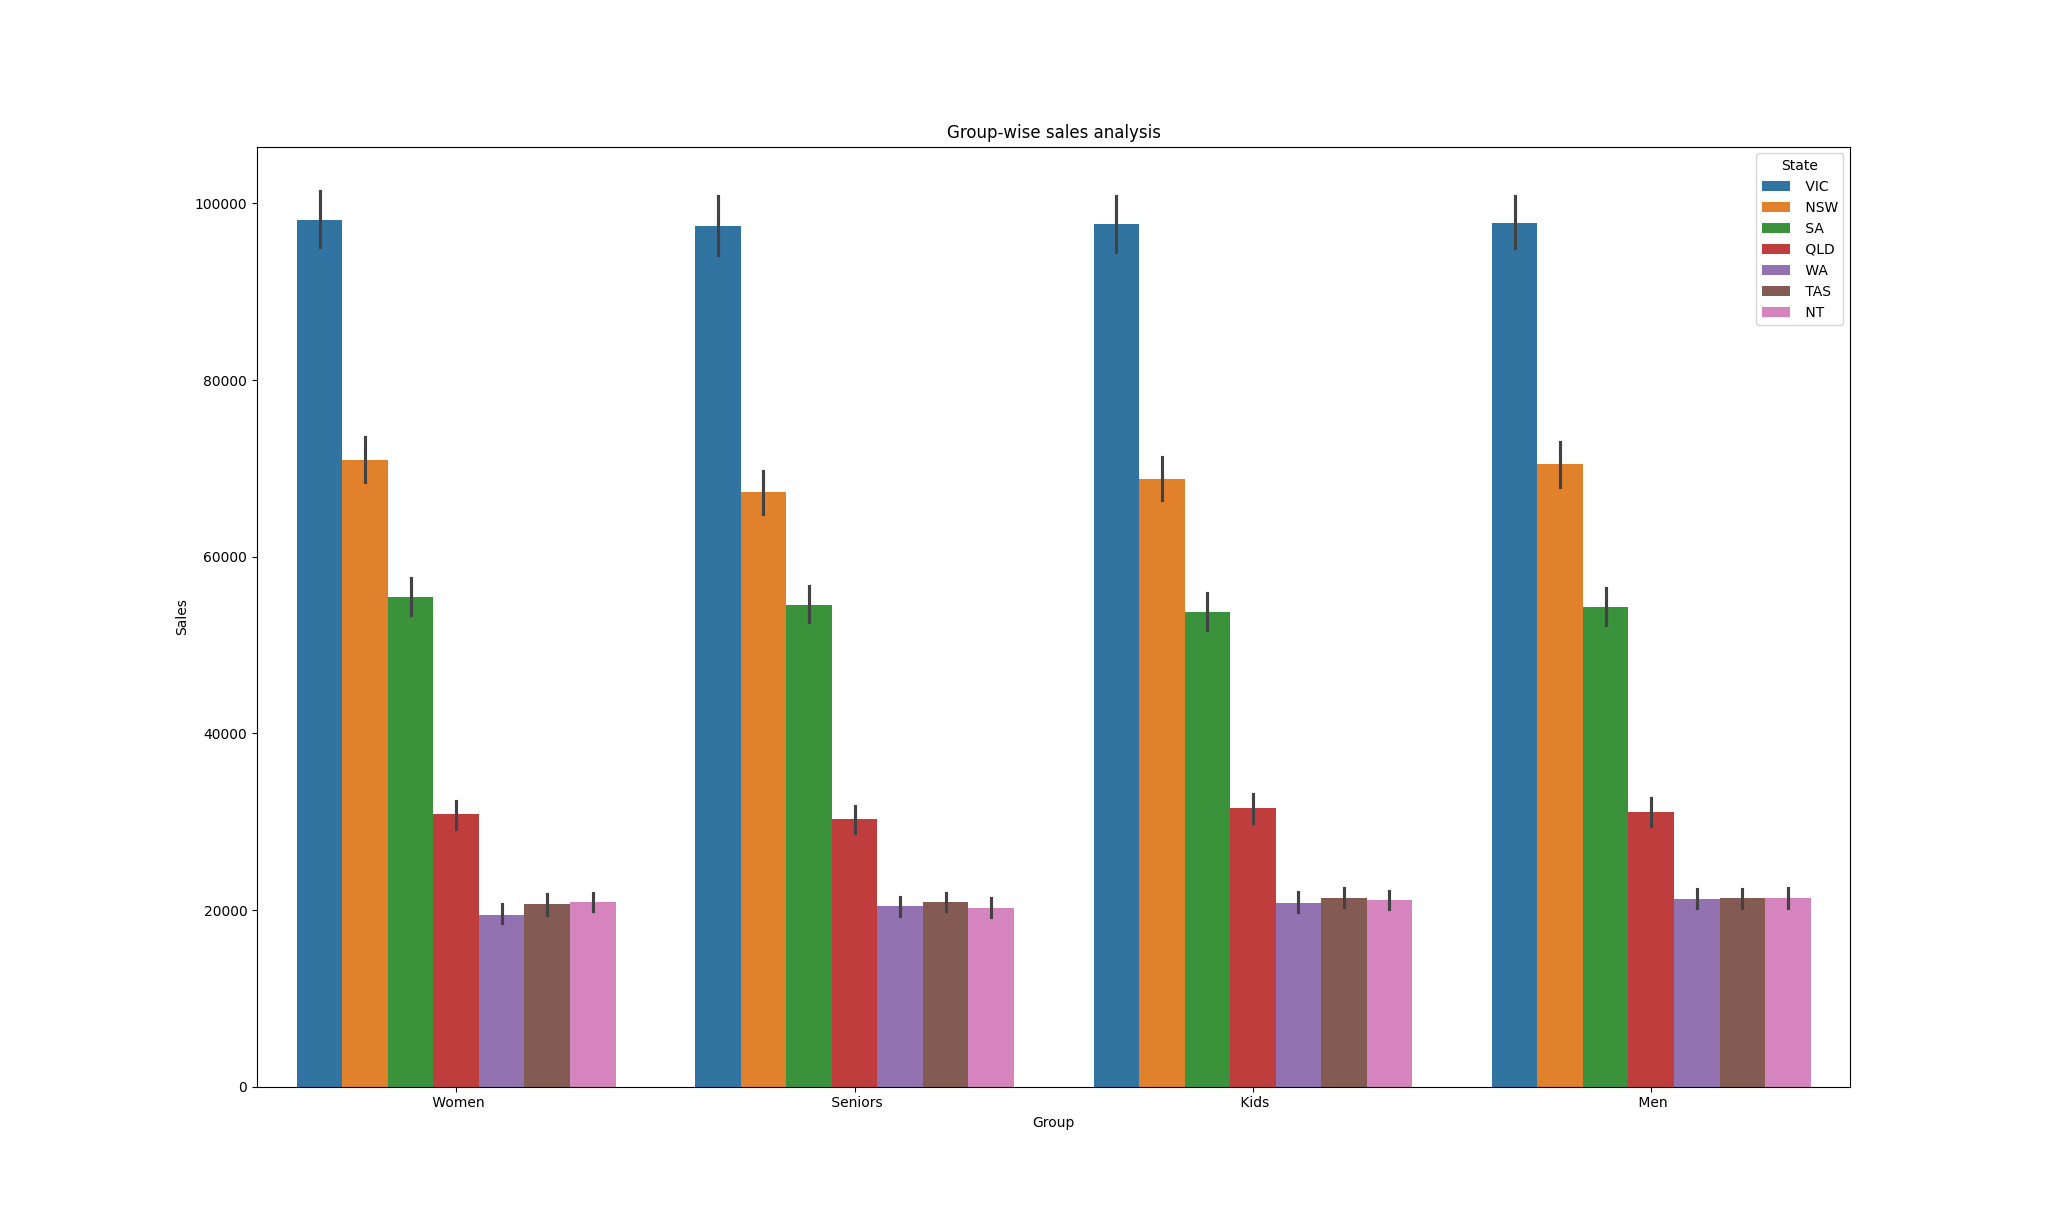 Group-wise sales analysis
State
VIC
NSW
SA
QLD
WA
TAS
NT
100000
80000
60000
40000
20000
0
Sales
Women Seniors Kids Men
Group